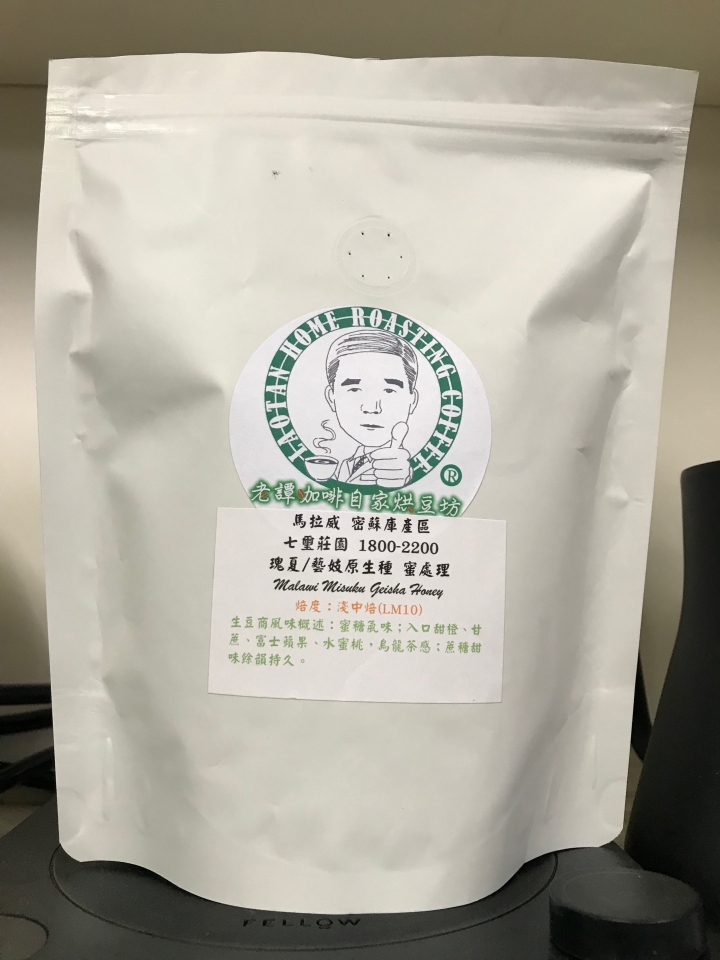 LAOTAN HOME ROASTING COFFEE
®
老譚咖啡自家烘豆坊
馬拉威 密蘇庫產區
七璽莊園 1800-2200
瑰夏/藝妓原生種 蜜處理
Malawi Misuku Geisha Honey
焙度：淺中焙(LM10)
生豆商風味概述：蜜糖氣味；入口甜橙、甘
蔗、富士蘋果、水蜜桃，烏龍茶感；蔗糖甜
味餘韻持久。
FELLOW